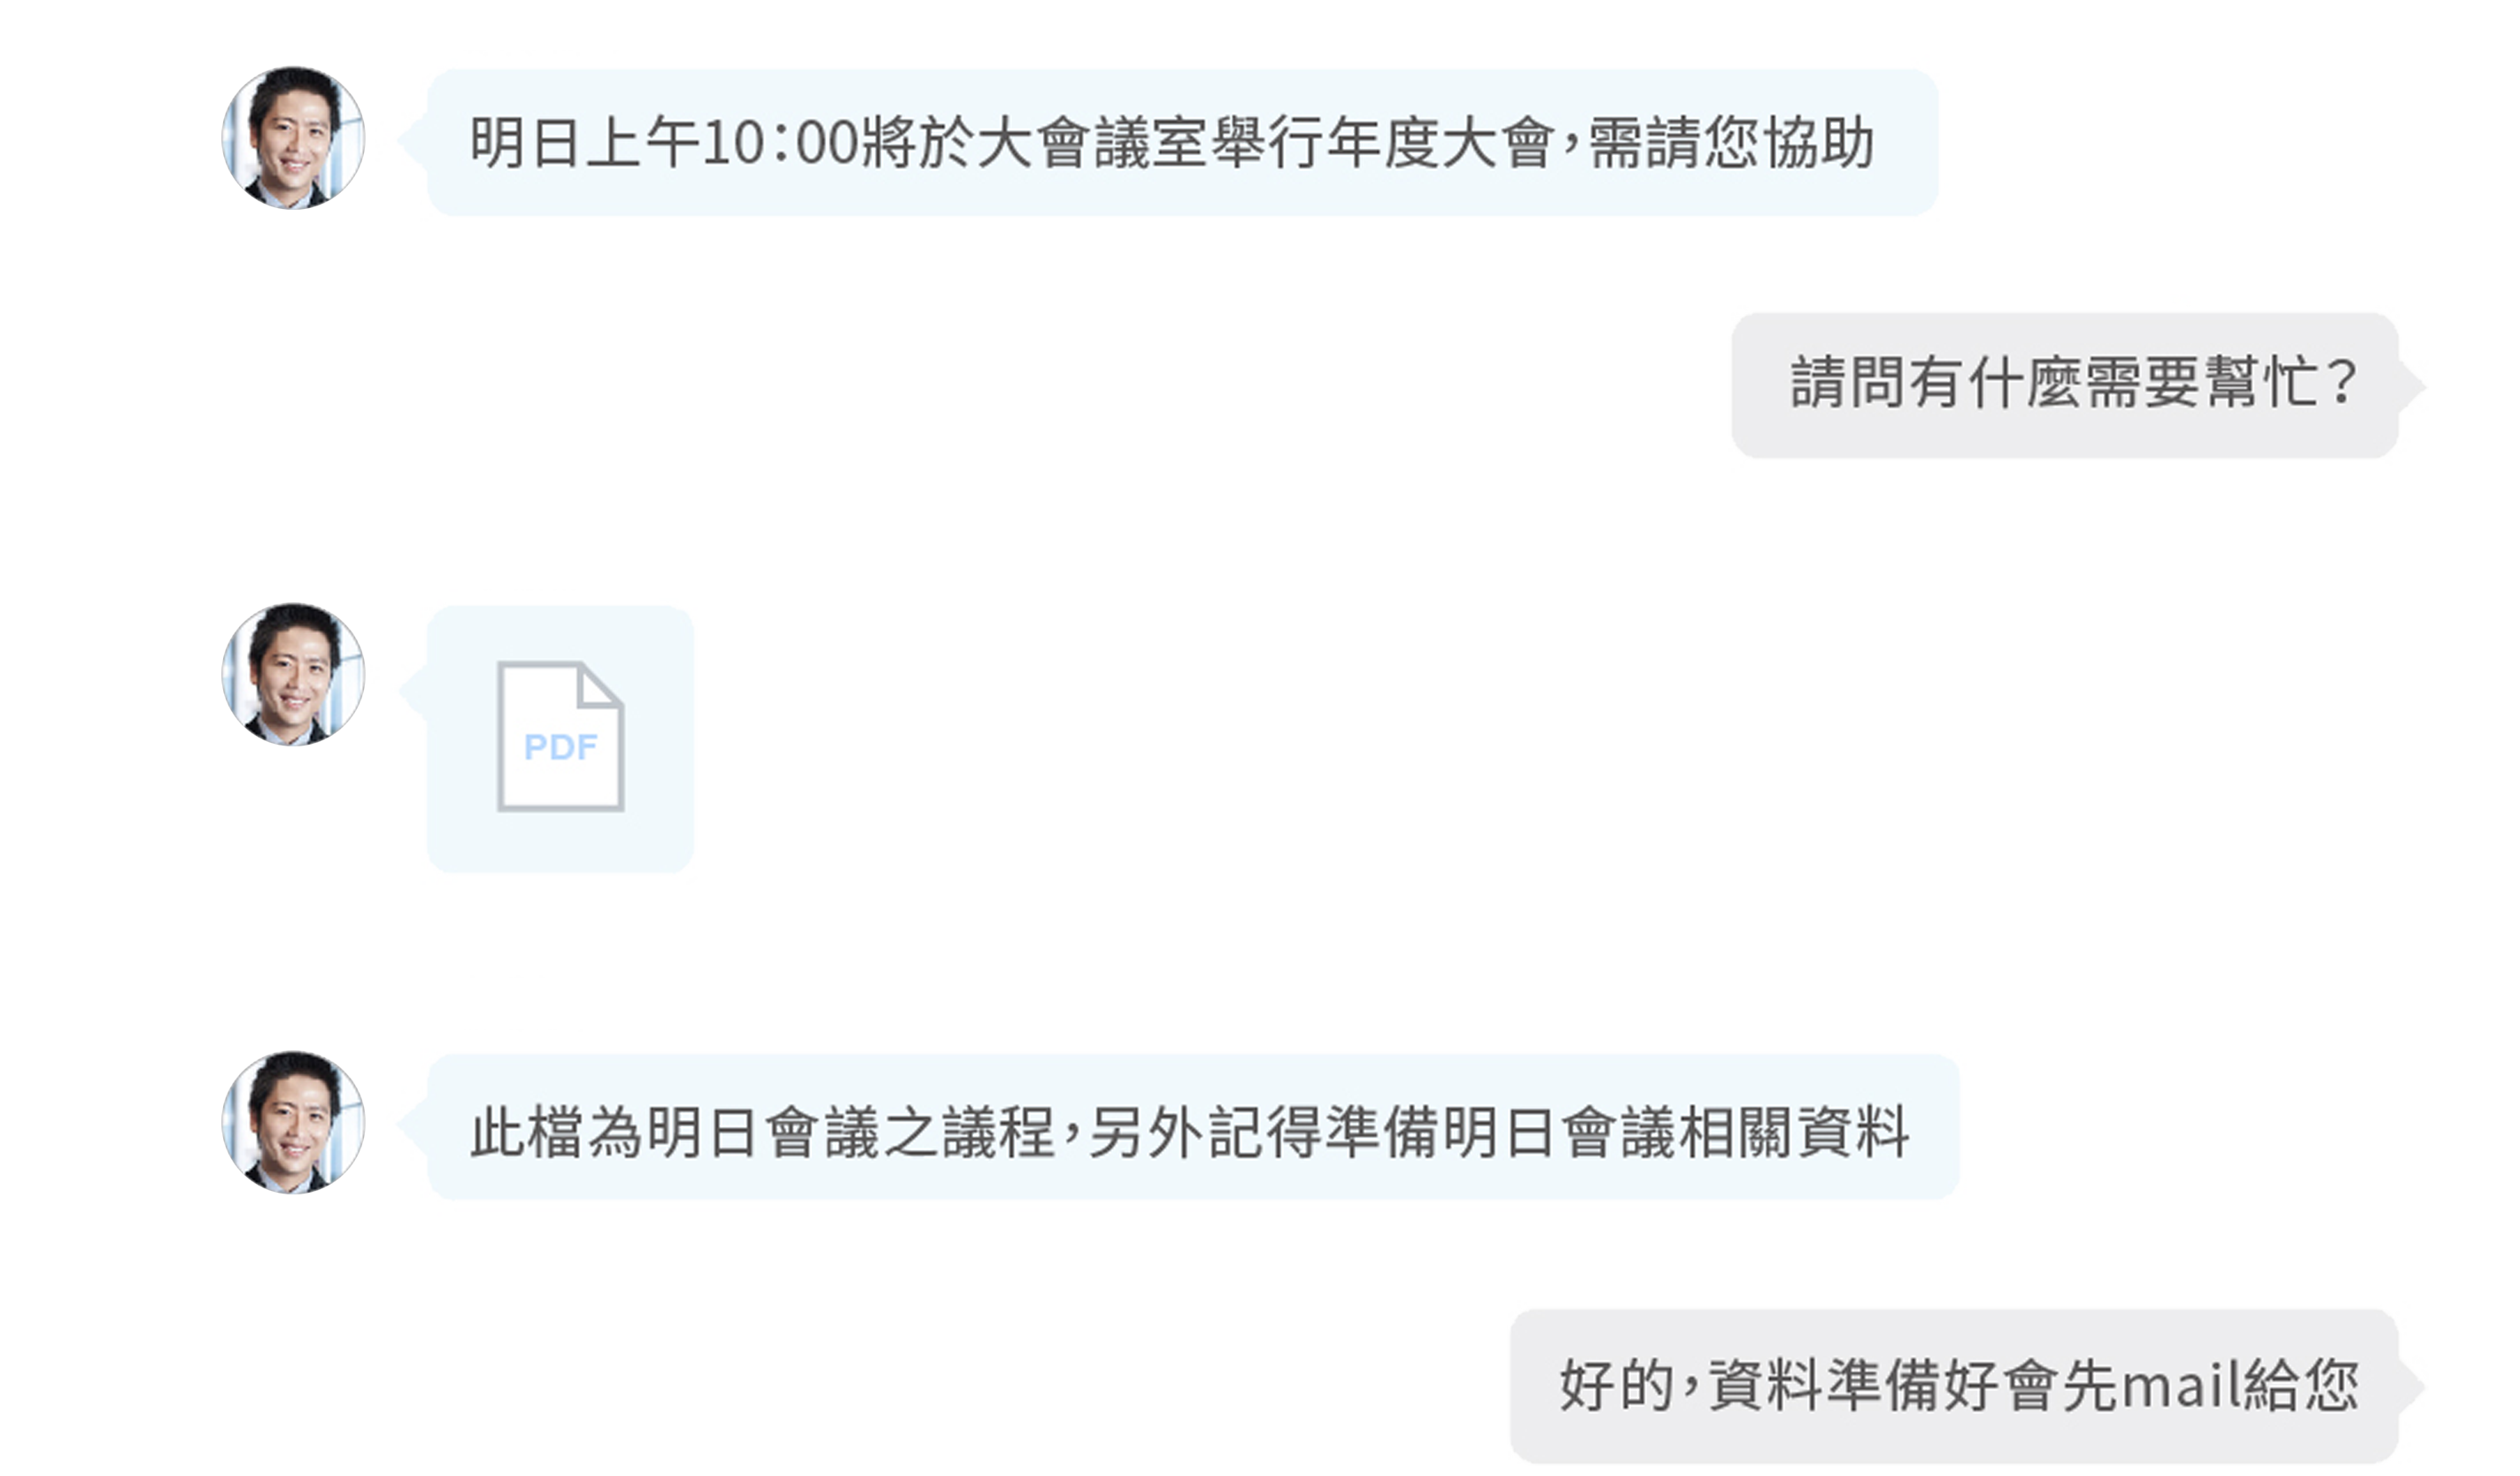 明日上午10:00將於大會議室舉行年度大會,需請您協助
請問有什麼需要幫忙?
PDF
此檔為明日會議之議程,另外記得準備明日會議相關資料
好的,資料準備好會先mail給您